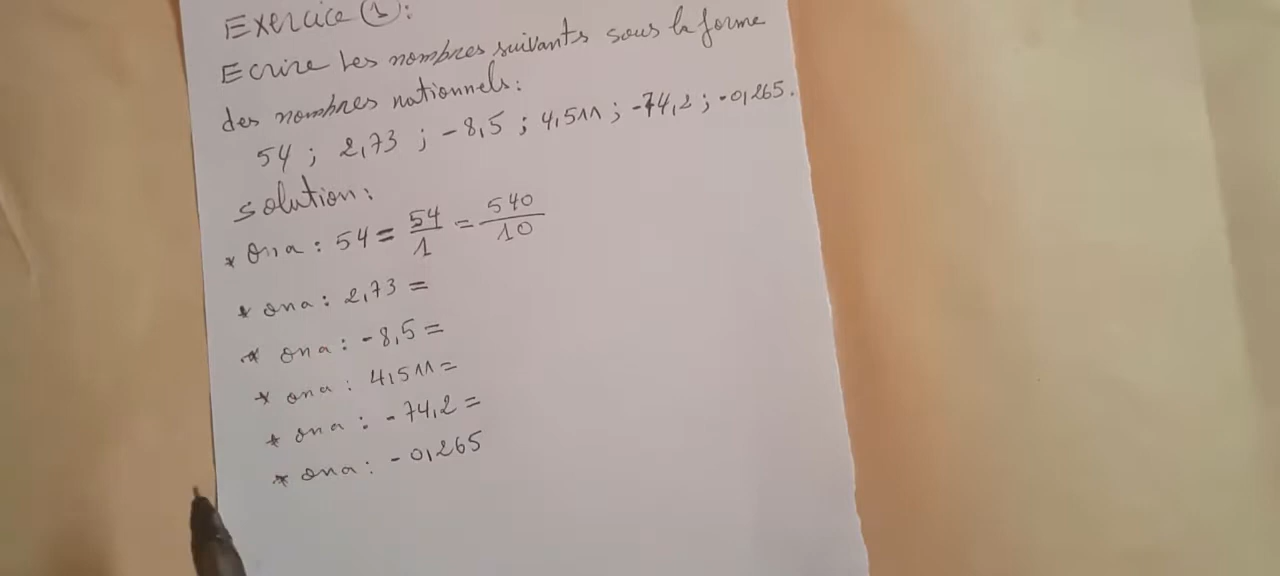 Exercice ①:
Ecrire les nombres suivants sous la forme
des nombres rationnels:
54 ; 2,73 ; -8,5 ; 4,511 ; -74,2 ; -0,265.
solution:
* on a : 54 = 54/1 = 540/10
* on a : 2,73 =
* on a : -8,5 =
* on a : 4,511 =
* on a : -74,2 =
* on a : -0,265